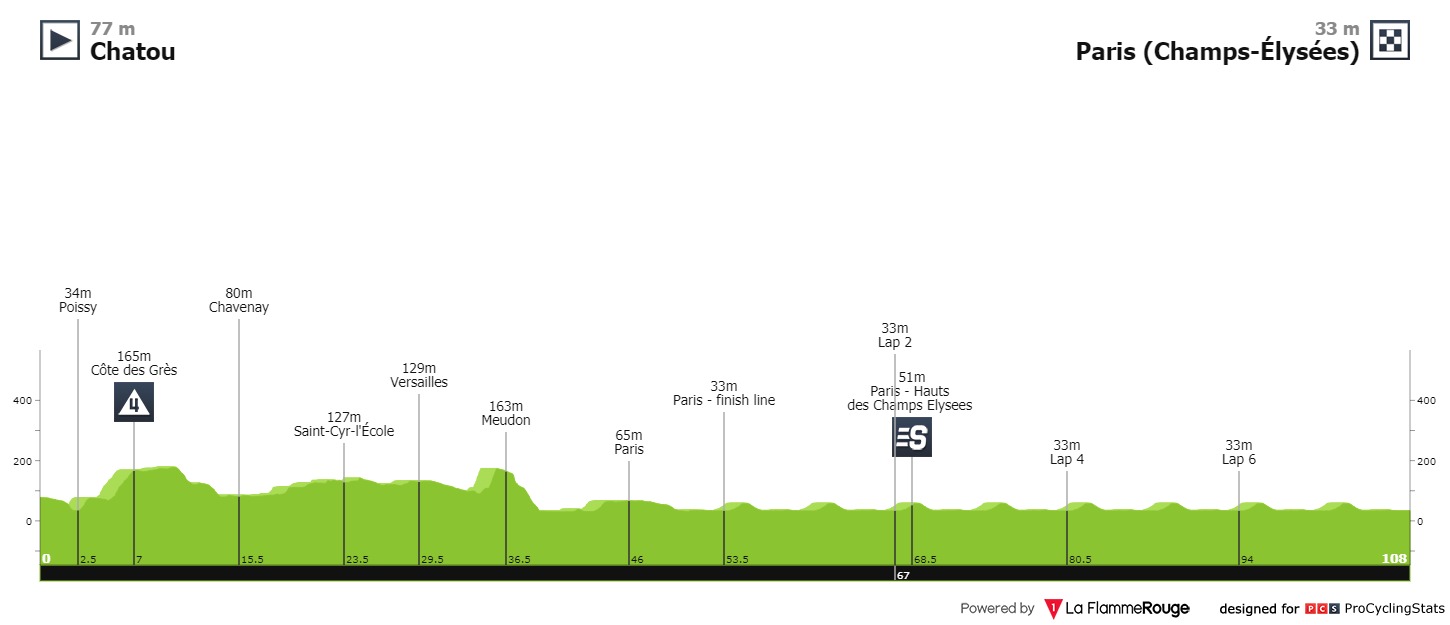 77 m
Chatou
33 m
Paris (Champs-Élysées)
34m
Poissy
80m
Chavenay
165m
Côte des Grès
4
127m
Saint-Cyr-l'École
129m
Versailles
163m
Meudon
65m
Paris
33m
Paris - finish line
33m
Lap 2
51m
Paris - Hauts
des Champs Elysees
S
33m
Lap 4
33m
Lap 6
400
200
0
400
200
0
0
2.5
7
15.5
23.5
29.5
36.5
46
53.5
67
68.5
80.5
94
108
Powered by 1 La FlammeRouge designed for PCS ProCyclingStats